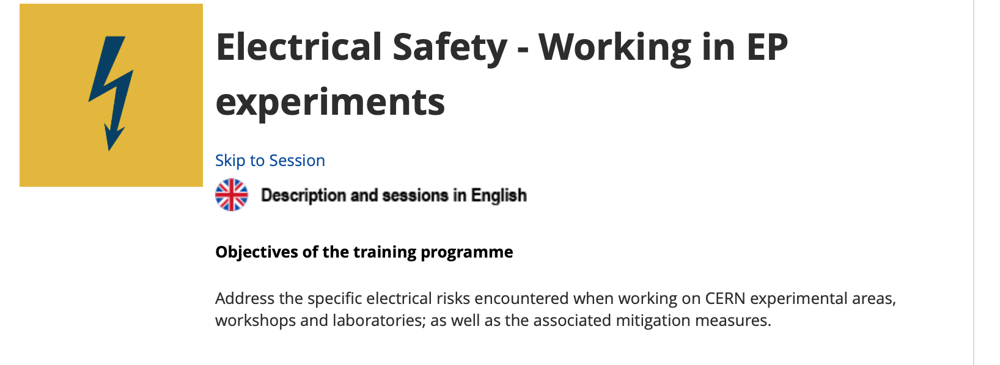 Electrical Safety - Working in EP
experiments
Skip to Session
Description and sessions in English
Objectives of the training programme
Address the specific electrical risks encountered when working on CERN experimental areas,
workshops and laboratories; as well as the associated mitigation measures.